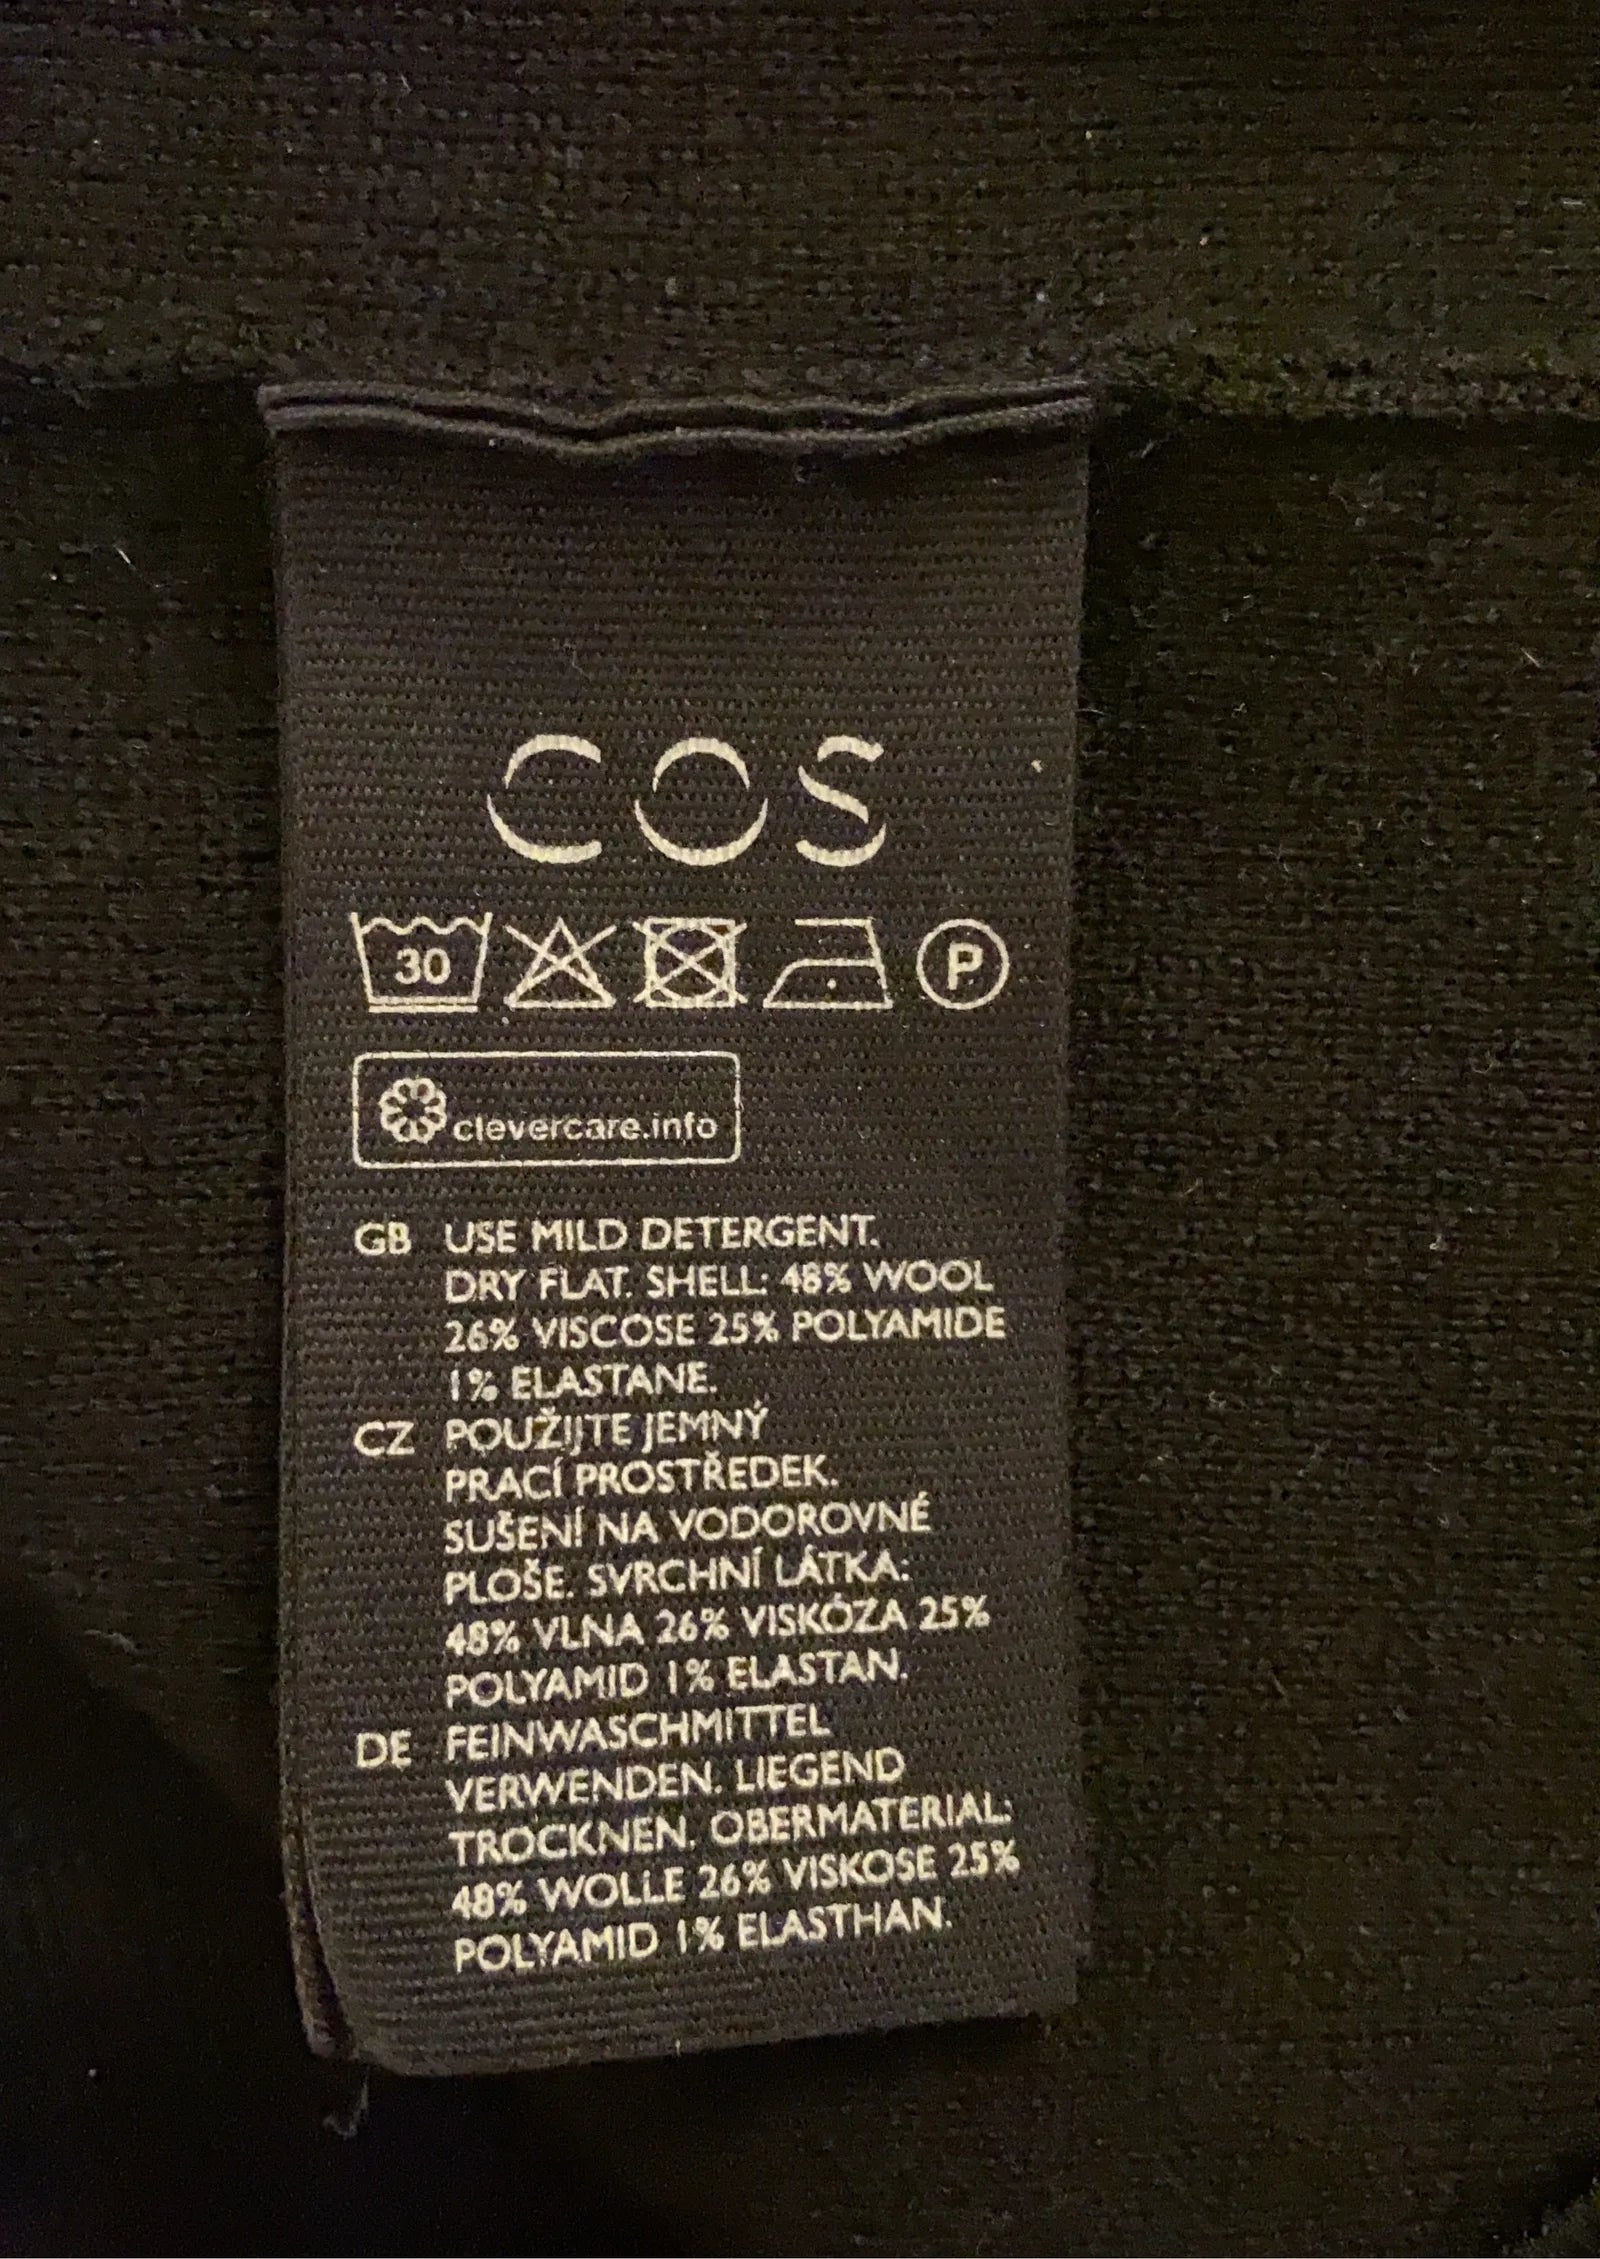 COS
30
P
clevercare.info
GB USE MILD DETERGENT.
DRY FLAT. SHELL: 48% WOOL
26% VISCOSE 25% POLYAMIDE
1% ELASTANE.
CZ POUŽIJTE JEMNÝ
PRACÍ PROSTŘEDEK.
SUŠENÍ NA VODOROVNÉ
PLOŠE. SVRCHNÍ LÁTKA:
48% VLNA 26% VISKÓZA 25%
POLYAMID 1% ELASTAN.
DE FEINWASCHMITTEL
VERWENDEN. LIEGEND
TROCKNEN. OBERMATERIAL:
48% WOLLE 26% VISKOSE 25%
POLYAMID 1% ELASTHAN.